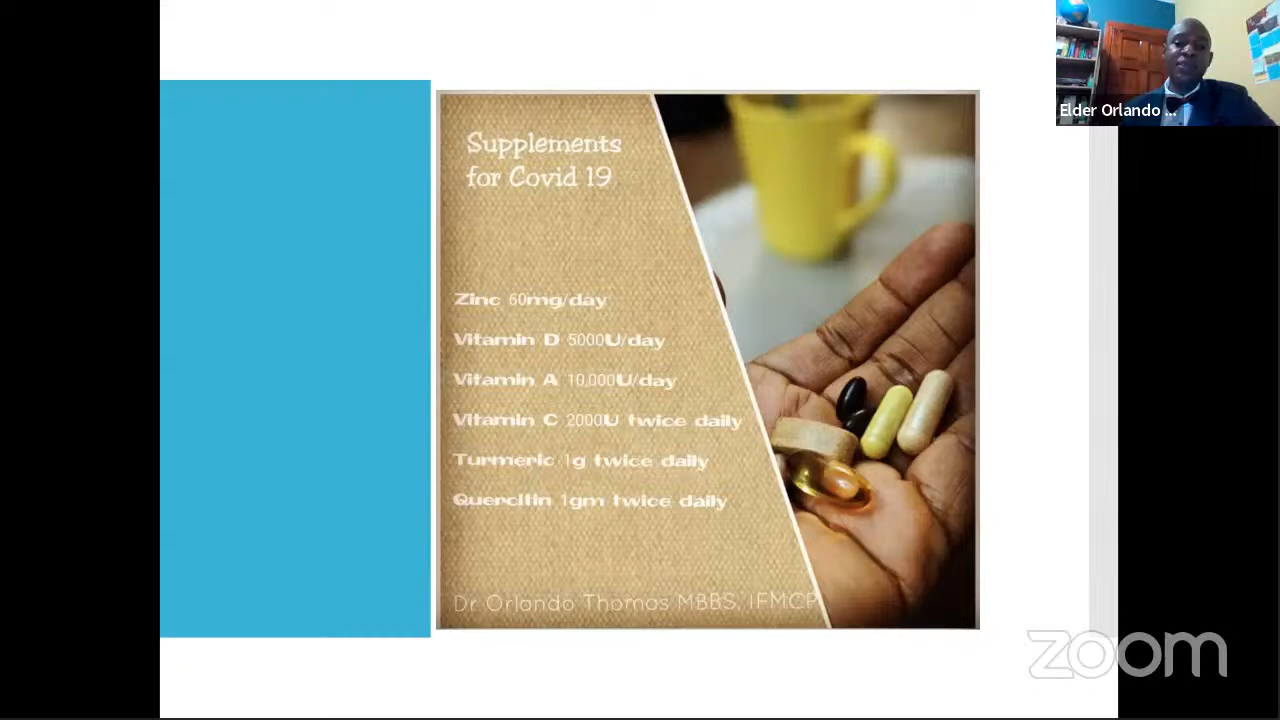 Elder Orlando ...
Supplements
for Covid 19
Zinc 60mg/day
Vitamin D 5000U/day
Vitamin A 10,000U/day
Vitamin C 2000U twice daily
Turmeric 1g twice daily
Quercitin 1gm twice daily
Dr Orlando Thomas MBBS, IFMCP
zoom